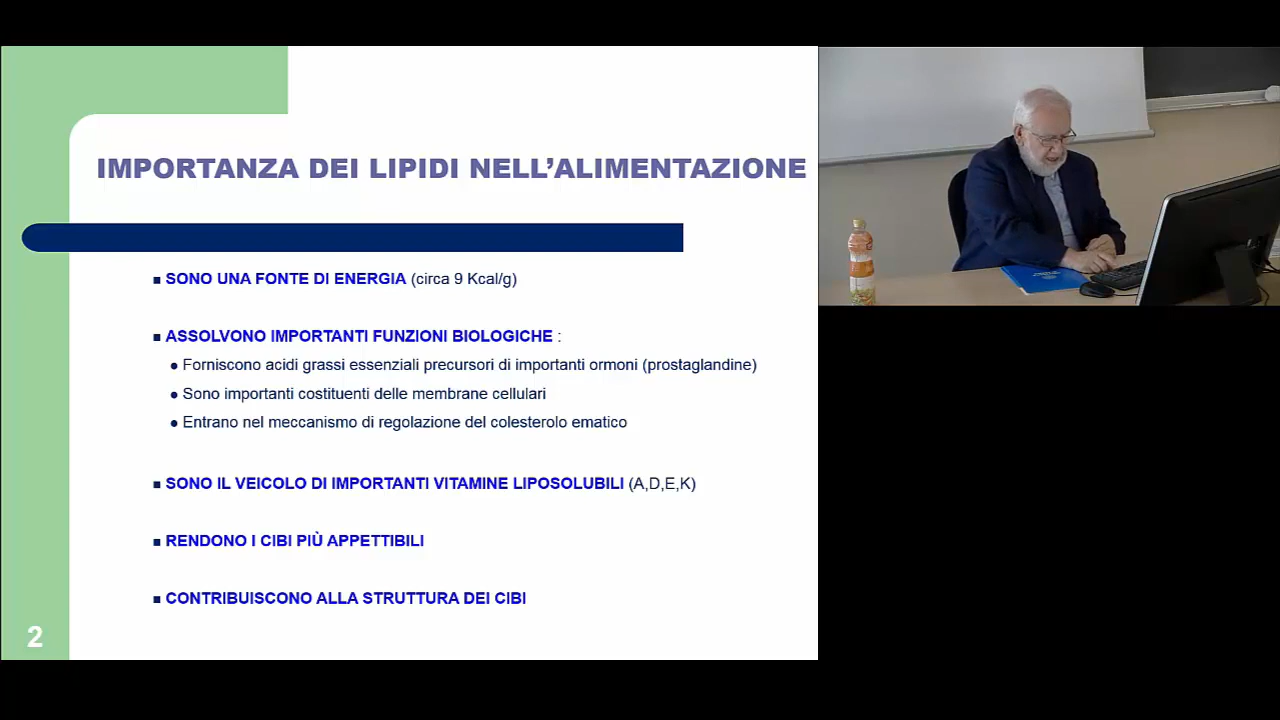 IMPORTANZA DEI LIPIDI NELL'ALIMENTAZIONE
■ SONO UNA FONTE DI ENERGIA (circa 9 Kcal/g)
■ ASSOLVONO IMPORTANTI FUNZIONI BIOLOGICHE :
● Forniscono acidi grassi essenziali precursori di importanti ormoni (prostaglandine)
● Sono importanti costituenti delle membrane cellulari
● Entrano nel meccanismo di regolazione del colesterolo ematico
■ SONO IL VEICOLO DI IMPORTANTI VITAMINE LIPOSOLUBILI (A,D,E,K)
■ RENDONO I CIBI PIÙ APPETTIBILI
■ CONTRIBUISCONO ALLA STRUTTURA DEI CIBI
2